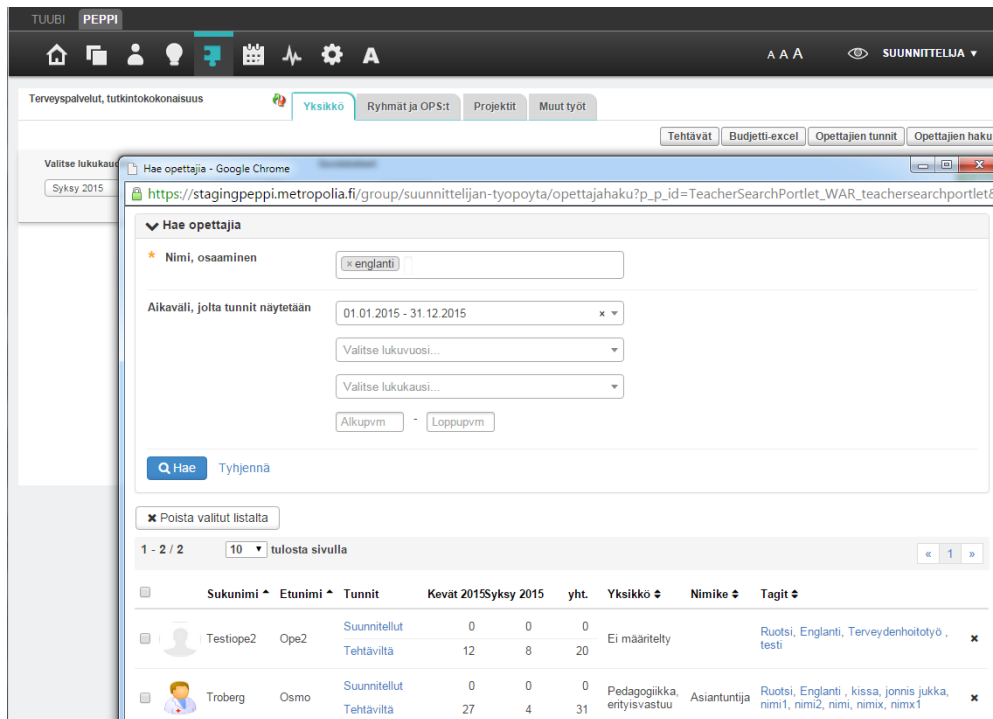 TUUBI PEPPI
A A A A SUUNNITTELIJA
Terveyspalvelut, tutkintokokonaisuus Yksikkö Ryhmät ja OPS:t Projektit Muut työt
Tehtävät Budjetti-excel Opettajien tunnit Opettajien haku
Valitse lukukaud
Syksy 2015
Hae opettajia - Google Chrome
https://stagingpeppi.metropolia.fi/group/suunnittelijan-tyopoyta/opettajahaku?p_p_id=TeacherSearchPortlet_WAR_teachersearchportlet&
Hae opettajia
* Nimi, osaaminen × englanti
Aikaväli, jolta tunnit näytetään 01.01.2015 - 31.12.2015 x
Valitse lukuvuosi...
Valitse lukukausi...
Alkupvm - Loppupvm
Hae Tyhjennä
Poista valitut listalta
1 - 2 / 2 10 tulosta sivulla « 1 »
Sukunimi Etunimi Tunnit Kevät 2015 Syksy 2015 yht. Yksikkö Nimike Tagit
Testiope2 Ope2 Suunnitellut 0 0 0 Ei määritelty Ruotsi, Englanti, Terveydenhoitotyö ,
Tehtäviltä 12 8 20 testi
Troberg Osmo Suunnitellut 0 0 0 Pedagogiikka, Asiantuntija Ruotsi, Englanti , kissa, jonnis jukka,
Tehtäviltä 27 4 31 erityisvastuu nimi1, nimi2, nimi, nimix, nimx1